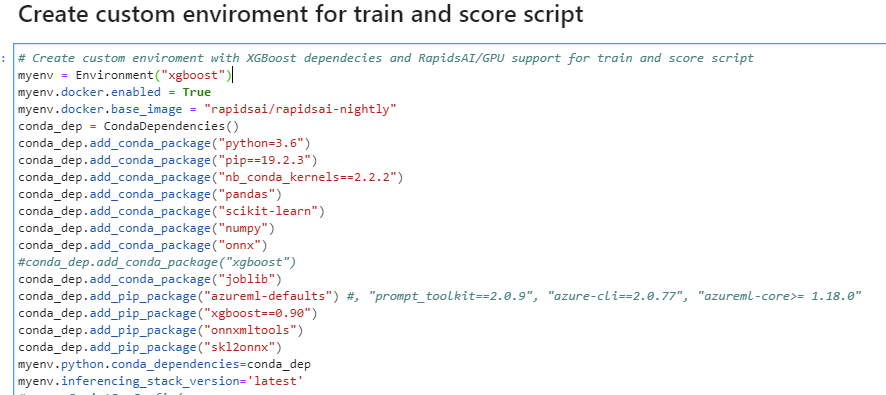 Create custom enviroment for train and score script
: # Create custom enviroment with XGBoost dependecies and RapidsAI/GPU support for train and score script
myenv = Environment("xgboost")
myenv.docker.enabled = True
myenv.docker.base_image = "rapidsai/rapidsai-nightly"
conda_dep = CondaDependencies()
conda_dep.add_conda_package("python=3.6")
conda_dep.add_conda_package("pip==19.2.3")
conda_dep.add_conda_package("nb_conda_kernels==2.2.2")
conda_dep.add_conda_package("pandas")
conda_dep.add_conda_package("scikit-learn")
conda_dep.add_conda_package("numpy")
conda_dep.add_conda_package("onnx")
#conda_dep.add_conda_package("xgboost")
conda_dep.add_conda_package("joblib")
conda_dep.add_pip_package("azureml-defaults") #, "prompt_toolkit==2.0.9", "azure-cli==2.0.77", "azureml-core>= 1.18.0"
conda_dep.add_pip_package("xgboost==0.90")
conda_dep.add_pip_package("onnxmltools")
conda_dep.add_pip_package("skl2onnx")
myenv.python.conda_dependencies=conda_dep
myenv.inferencing_stack_version='latest'